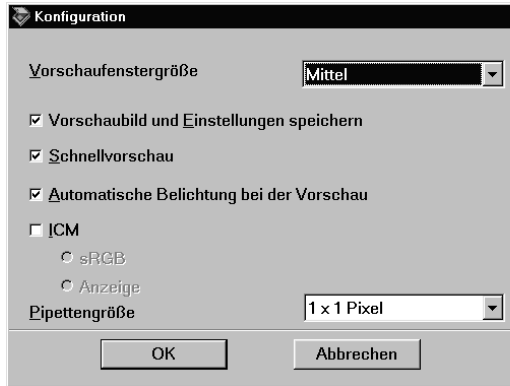 Konfiguration
Vorschaufenstergröße Mittel
Vorschaubild und Einstellungen speichern
Schnellvorschau
Automatische Belichtung bei der Vorschau
ICM
sRGB
Anzeige
Pipettengröße 1 x 1 Pixel
OK Abbrechen